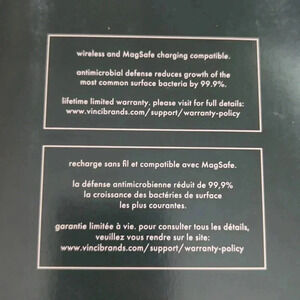 wireless and MagSafe charging compatible.
antimicrobial defense reduces growth of the
most common surface bacteria by 99.9%.
lifetime limited warranty. please visit for full details:
www.vincibrands.com/support/warranty-policy
recharge sans fil et compatible avec MagSafe.
la défense antimicrobienne réduit de 99,9%
la croissance des bactéries de surface
les plus courantes.
garantie limitée à vie. pour consulter tous les détails,
veuillez vous rendre sur le site:
www.vincibrands.com/support/warranty-policy